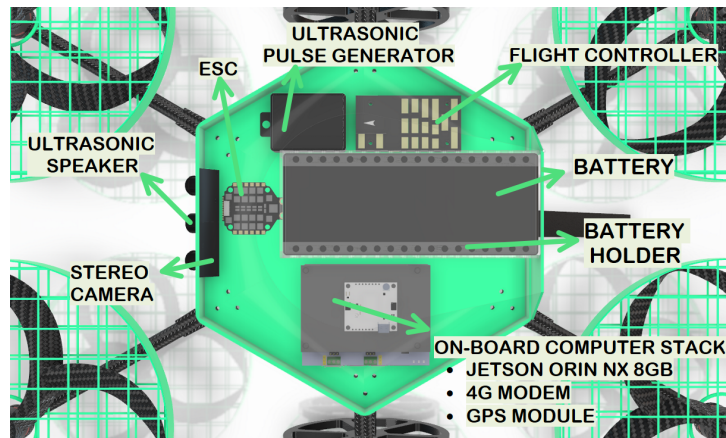 ULTRASONIC
PULSE GENERATOR
ESC
FLIGHT CONTROLLER
ULTRASONIC
SPEAKER
BATTERY
BATTERY
HOLDER
STEREO
CAMERA
ON-BOARD COMPUTER STACK
• JETSON ORIN NX 8GB
• 4G MODEM
• GPS MODULE